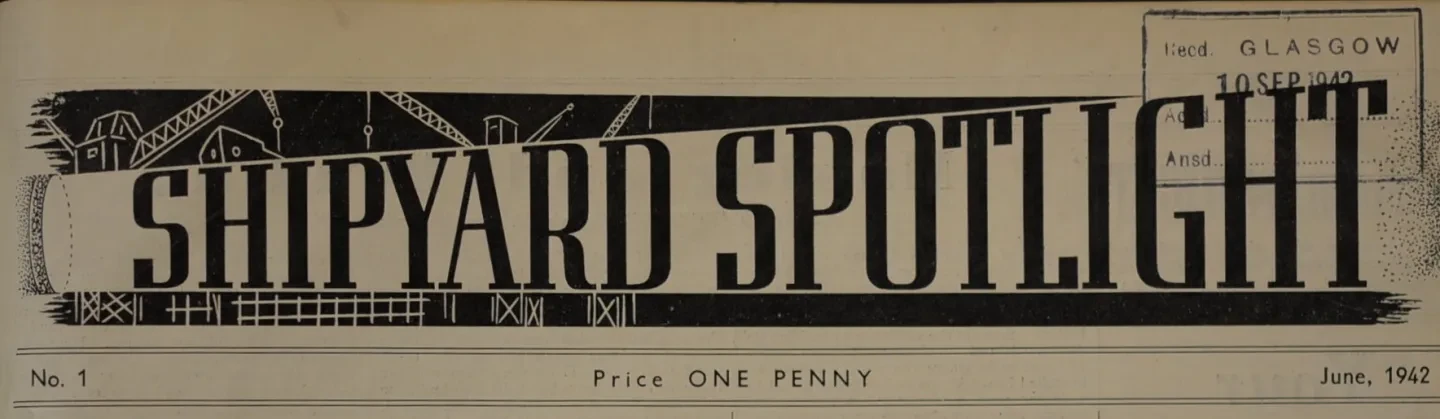 Recd. GLASGOW
10 SEP 1942
Ackd
Ansd
SHIPYARD SPOTLIGHT
No. 1 Price ONE PENNY June, 1942